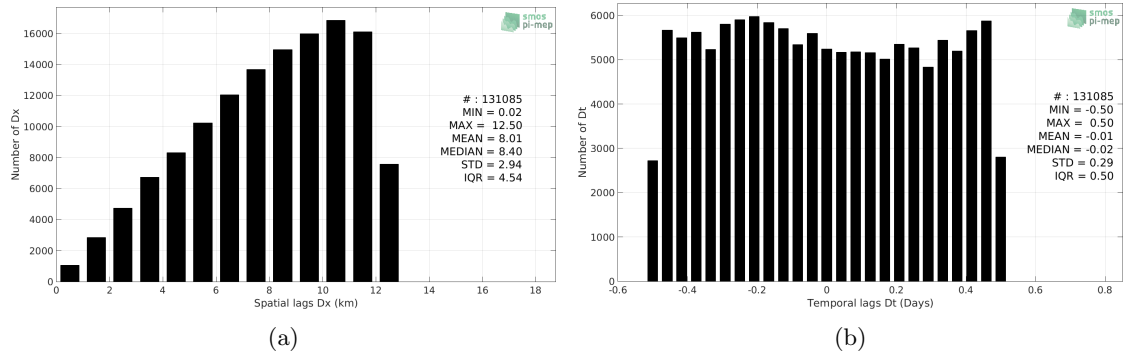 smos
pi-mep
16000
14000
12000
10000
8000
6000
4000
2000
0
Number of Dx
# : 131085
MIN = 0.02
MAX = 12.50
MEAN = 8.01
MEDIAN = 8.40
STD = 2.94
IQR = 4.54
0 2 4 6 8 10 12 14 16 18
Spatial lags Dx (km)
(a)
smos
pi-mep
6000
5000
4000
3000
2000
1000
0
Number of Dt
# : 131085
MIN = -0.50
MAX = 0.50
MEAN = -0.01
MEDIAN = -0.02
STD = 0.29
IQR = 0.50
-0.6 -0.4 -0.2 0 0.2 0.4 0.6 0.8
Temporal lags Dt (Days)
(b)